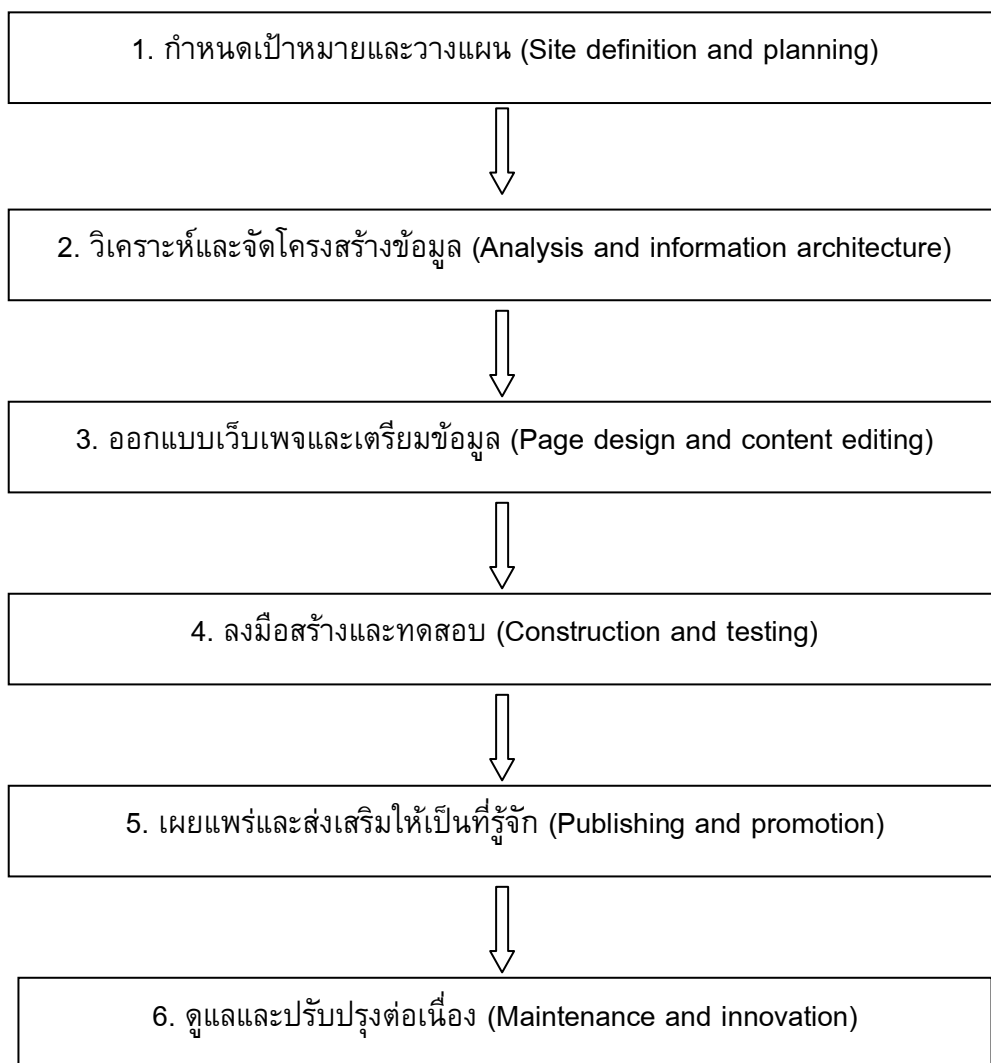 1. กำหนดเป้าหมายและวางแผน (Site definition and planning)
2. วิเคราะห์และจัดโครงสร้างข้อมูล (Analysis and information architecture)
3. ออกแบบเว็บเพจและเตรียมข้อมูล (Page design and content editing)
4. ลงมือสร้างและทดสอบ (Construction and testing)
5. เผยแพร่และส่งเสริมให้เป็นที่รู้จัก (Publishing and promotion)
6. ดูแลและปรับปรุงต่อเนื่อง (Maintenance and innovation)